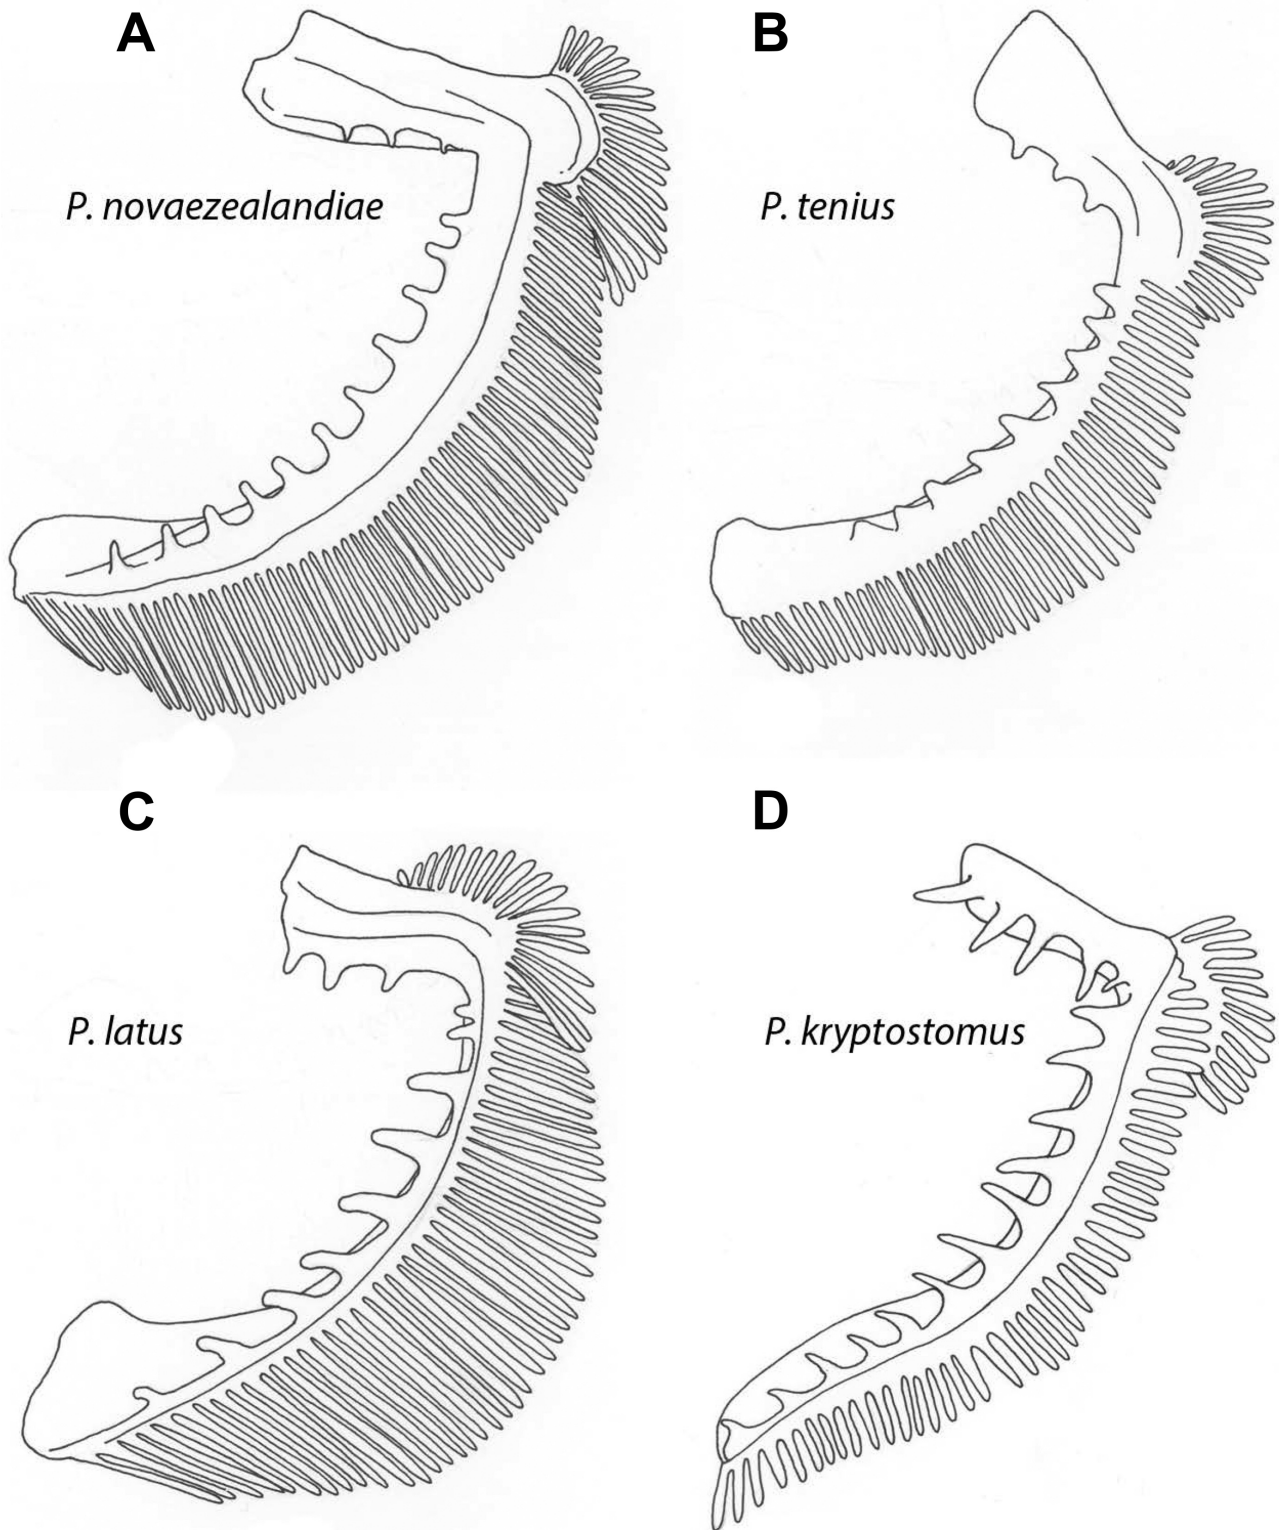 A
B
P. novaezealandiae
P. tenius
C
D
P. latus
P. kryptostomus